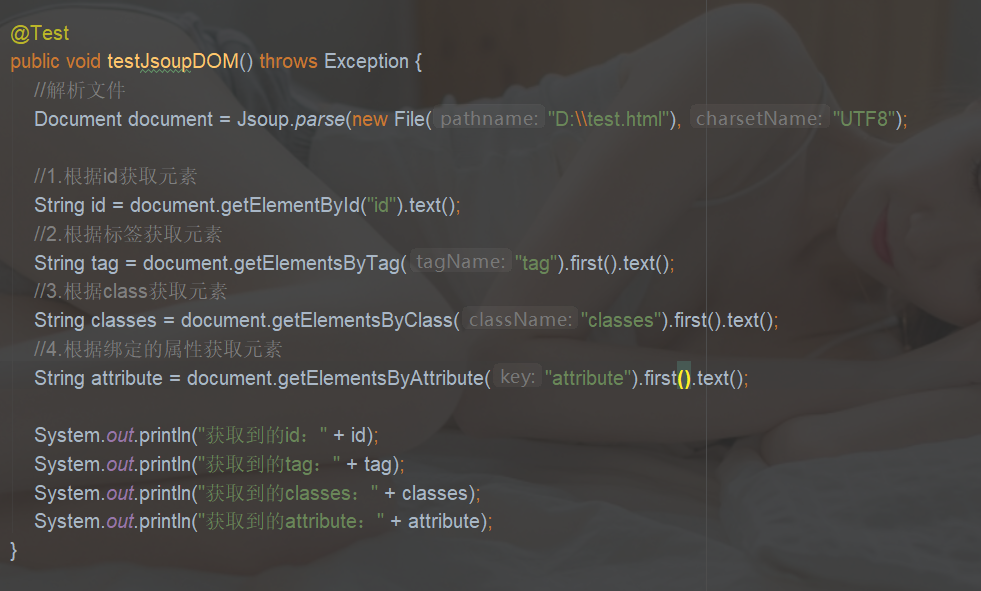 @Test
public void testJsoupDOM() throws Exception {
//解析文件
Document document = Jsoup.parse(new File( pathname: "D:\\test.html"), charsetName: "UTF8");
//1.根据id获取元素
String id = document.getElementById("id").text();
//2.根据标签获取元素
String tag = document.getElementsByTag( tagName: "tag").first().text();
//3.根据class获取元素
String classes = document.getElementsByClass( className: "classes").first().text();
//4.根据绑定的属性获取元素
String attribute = document.getElementsByAttribute( key: "attribute").first().text();
System.out.println("获取到的id：" + id);
System.out.println("获取到的tag：" + tag);
System.out.println("获取到的classes：" + classes);
System.out.println("获取到的attribute：" + attribute);
}